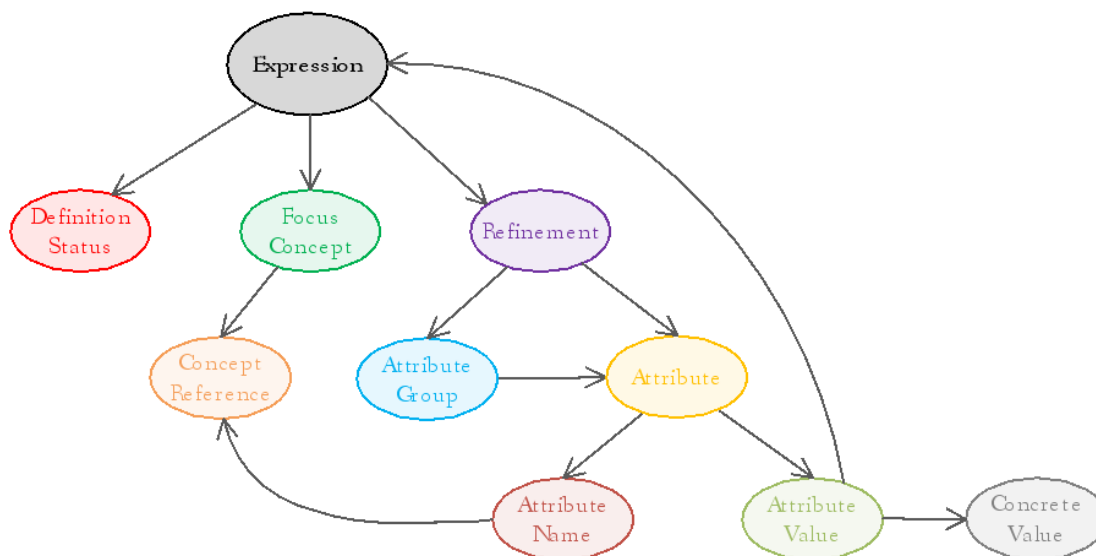 Expression
Definition
Status
Focus
Concept
Refinement
Concept
Reference
Attribute
Group
Attribute
Attribute
Name
Attribute
Value
Concrete
Value